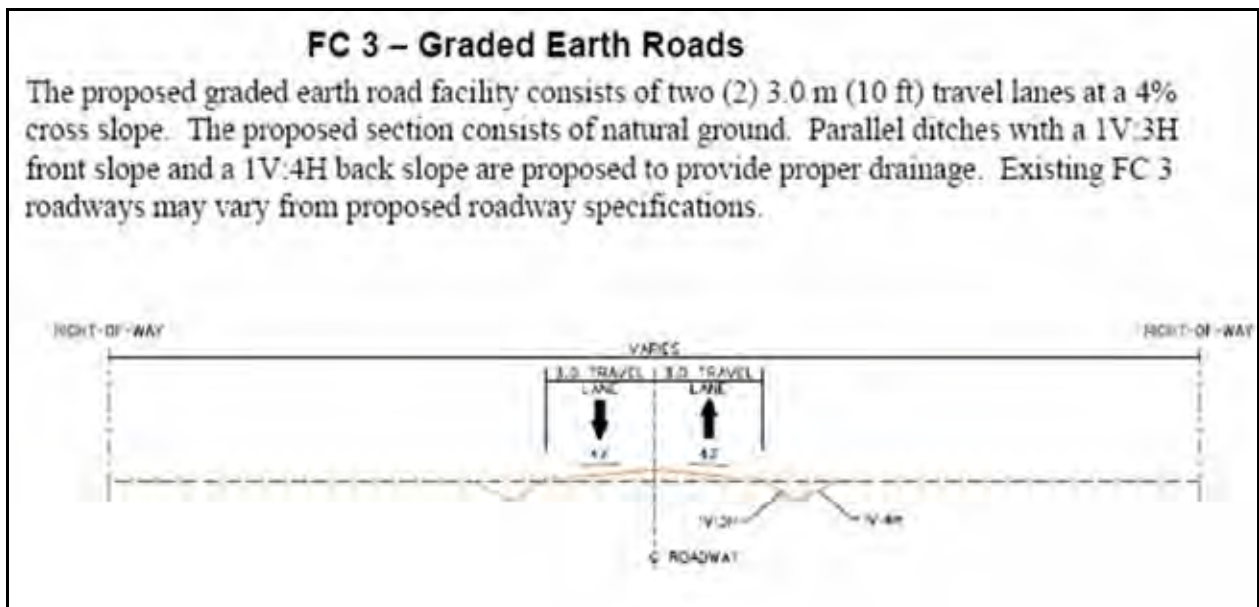 FC 3 – Graded Earth Roads
The proposed graded earth road facility consists of two (2) 3.0 m (10 ft) travel lanes at a 4%
cross slope. The proposed section consists of natural ground. Parallel ditches with a 1V:3H
front slope and a 1V:4H back slope are proposed to provide proper drainage. Existing FC 3
roadways may vary from proposed roadway specifications.
RIGHT-OF-WAY
RIGHT-OF-WAY
VARIES
3.0 TRAVEL LANE
3.0 TRAVEL LANE
1V:3H
1V:4H
ROADWAY